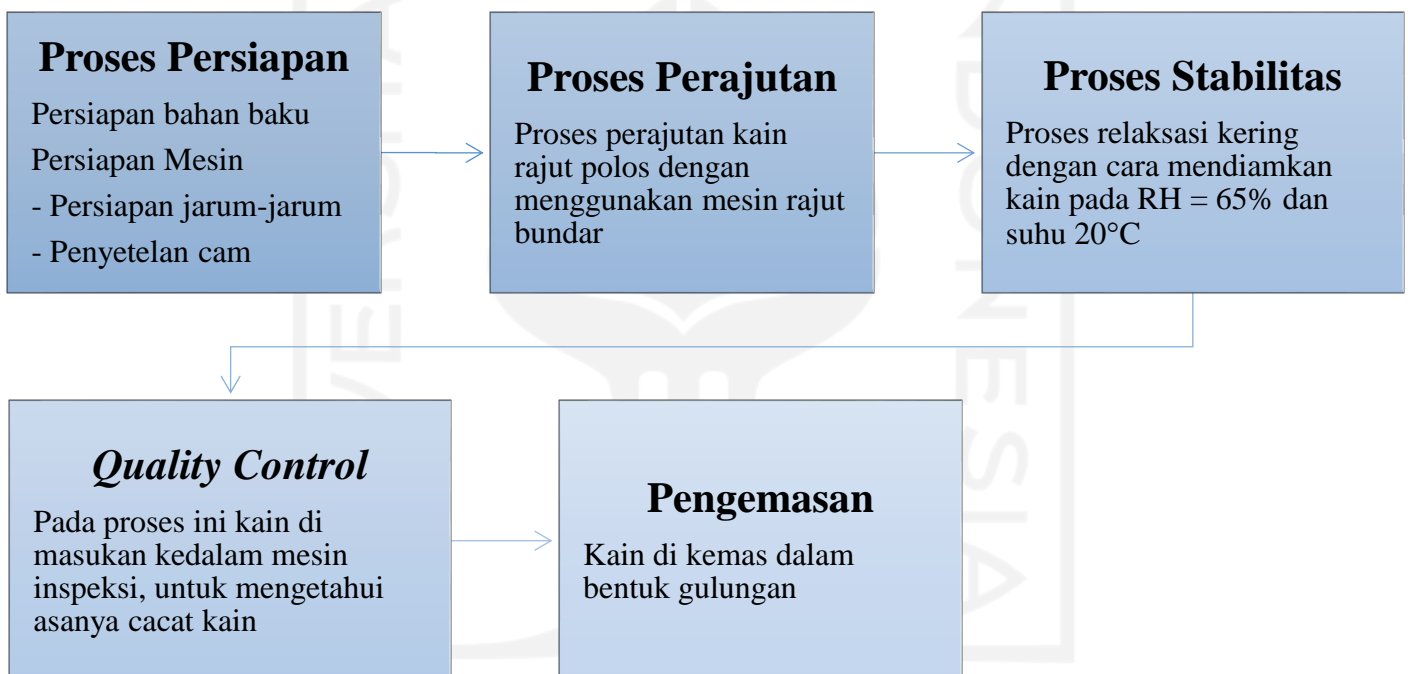 Proses Persiapan
Persiapan bahan baku
Persiapan Mesin
- Persiapan jarum-jarum
- Penyetelan cam
Proses Perajutan
Proses perajutan kain
rajut polos dengan
menggunakan mesin rajut
bundar
Proses Stabilitas
Proses relaksasi kering
dengan cara mendiamkan
kain pada RH = 65% dan
suhu 20°C
Quality Control
Pada proses ini kain di
masukan kedalam mesin
inspeksi, untuk mengetahui
asanya cacat kain
Pengemasan
Kain di kemas dalam
bentuk gulungan